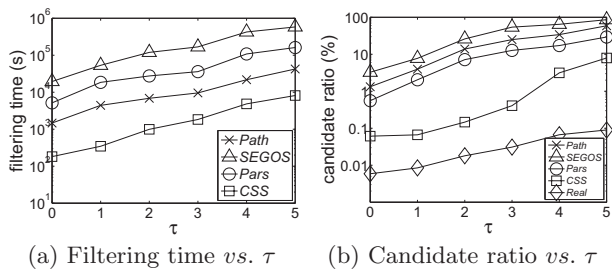 filtering time (s)
10^6
10^5
10^4
10^3
10^2
10^1
0 1 2 3 4 5
τ
Path
SEGOS
Pars
CSS
(a) Filtering time vs. τ
candidate ratio (%)
100
10
1
0.1
0.01
0 1 2 3 4 5
τ
Path
SEGOS
Pars
CSS
Real
(b) Candidate ratio vs. τ